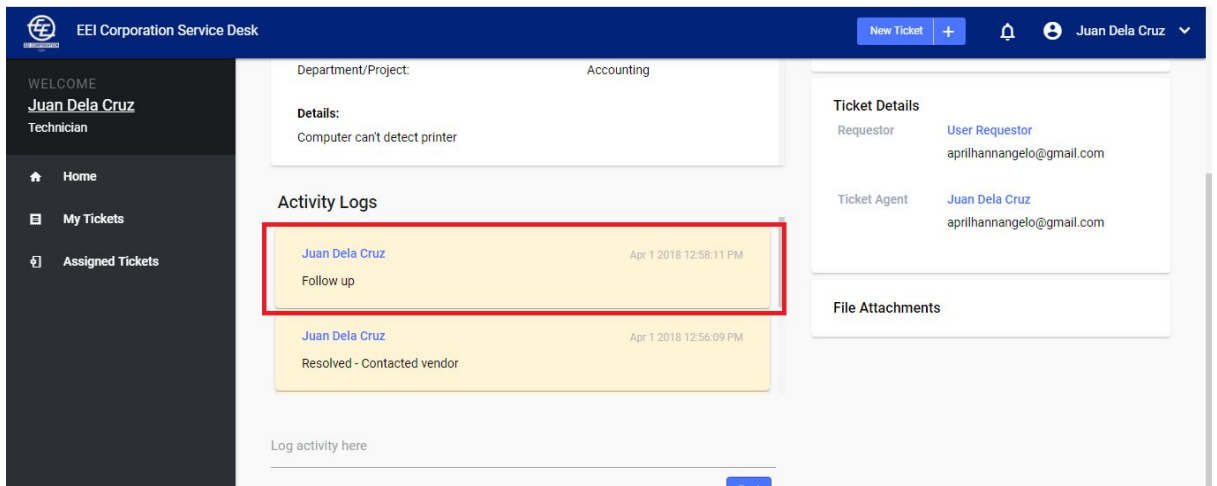 EEI Corporation Service Desk
New Ticket +
Juan Dela Cruz
WELCOME
Juan Dela Cruz
Technician
Home
My Tickets
Assigned Tickets
Department/Project: Accounting
Details:
Computer can't detect printer
Activity Logs
Juan Dela Cruz Apr 1 2018 12:58:11 PM
Follow up
Juan Dela Cruz Apr 1 2018 12:56:09 PM
Resolved - Contacted vendor
Log activity here
Ticket Details
Requestor User Requestor
aprilhannangelo@gmail.com
Ticket Agent Juan Dela Cruz
aprilhannangelo@gmail.com
File Attachments